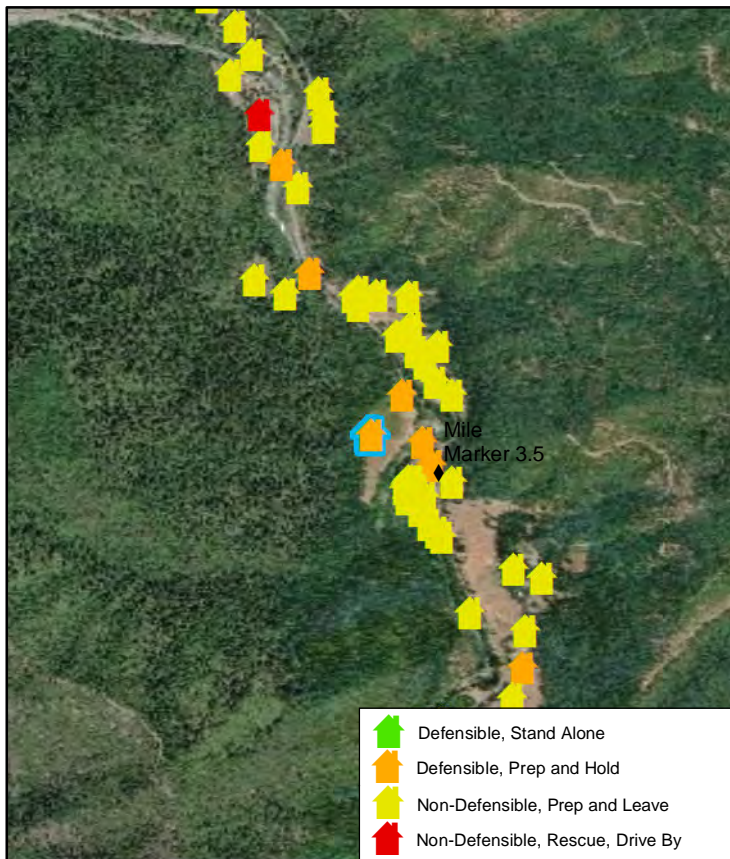 Mile
Marker 3.5
Defensible, Stand Alone
Defensible, Prep and Hold
Non-Defensible, Prep and Leave
Non-Defensible, Rescue, Drive By